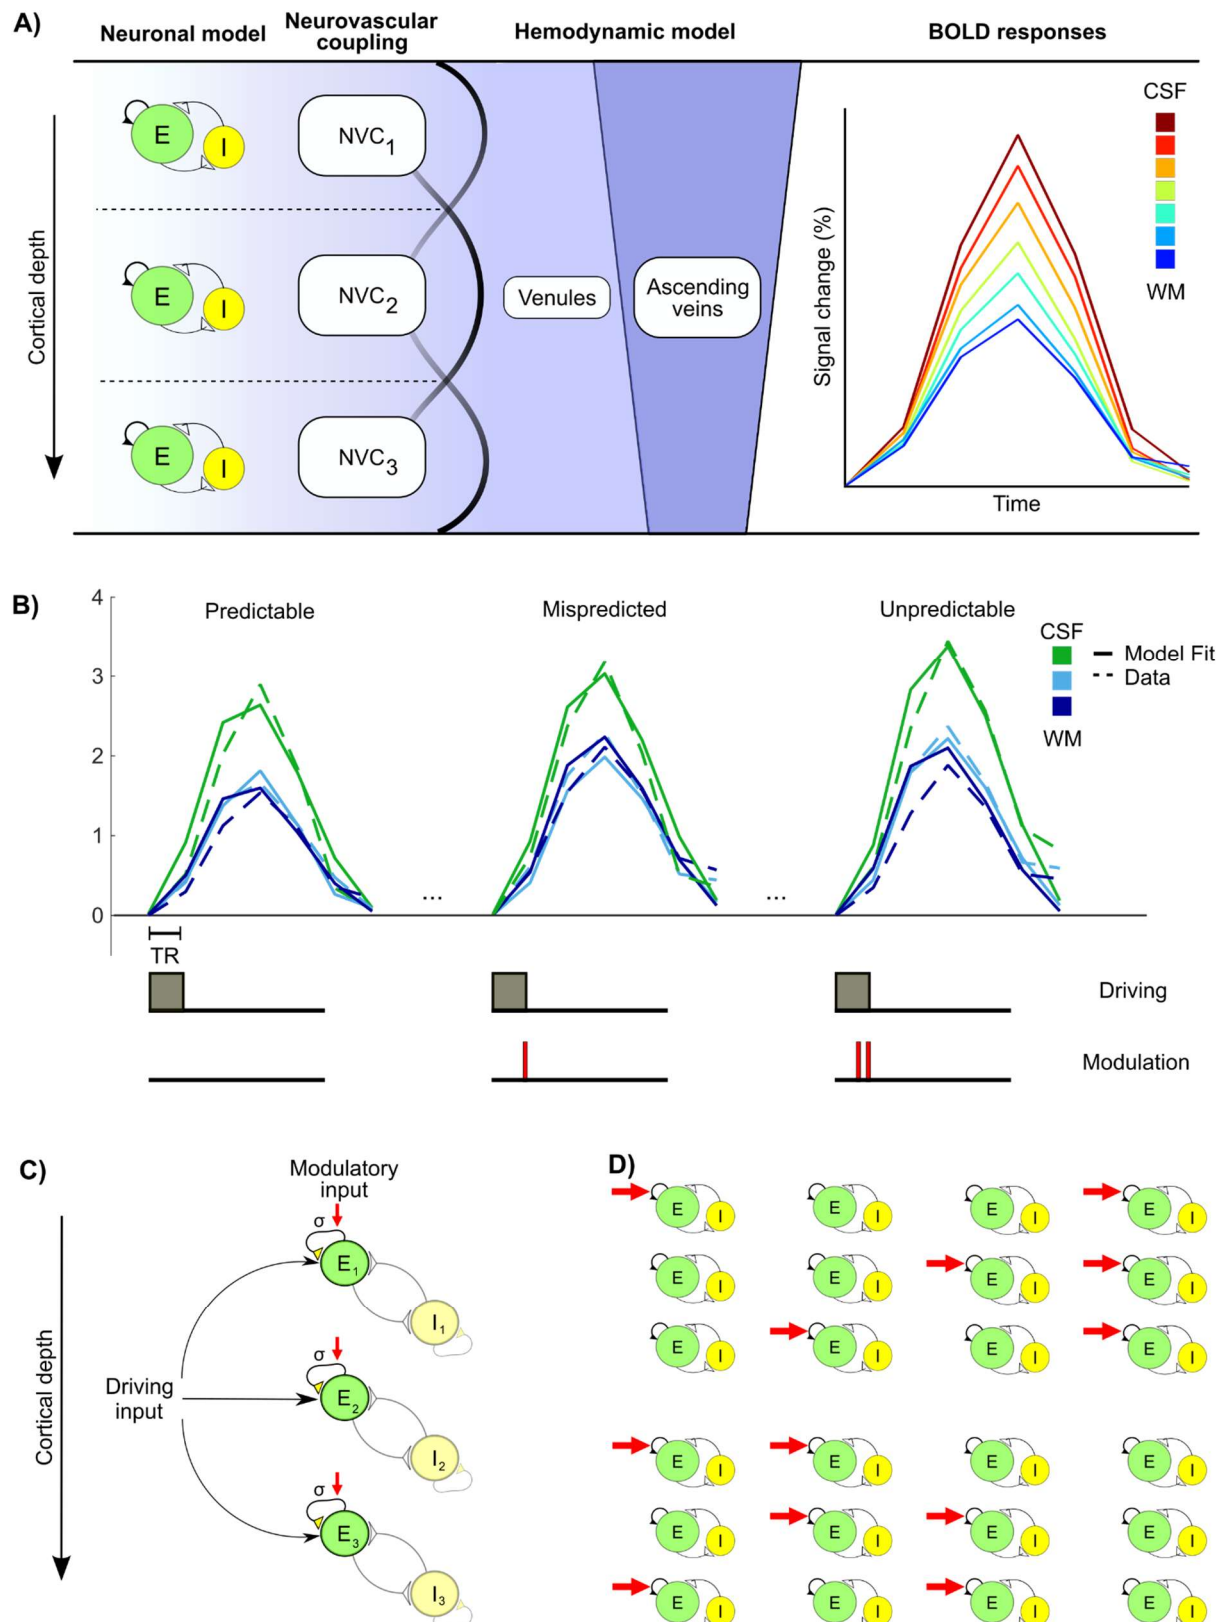 A)
Neuronal model
Neurovascular
coupling
Hemodynamic model
BOLD responses
Cortical depth
E
I
NVC1
E
I
NVC2
E
I
NVC3
Venules
Ascending
veins
Signal change (%)
Time
CSF
WM
B)
4
3
2
1
0
Predictable
Mispredicted
Unpredictable
CSF
WM
Model Fit
Data
...
...
TR
Driving
Modulation
C)
Cortical depth
Modulatory
input
Driving
input
σ
E1
I1
σ
E2
I2
σ
E3
I3
D)
E I E I E I E I
E I E I E I E I
E I E I E I E I
E I E I E I E I
E I E I E I E I
E I E I E I E I